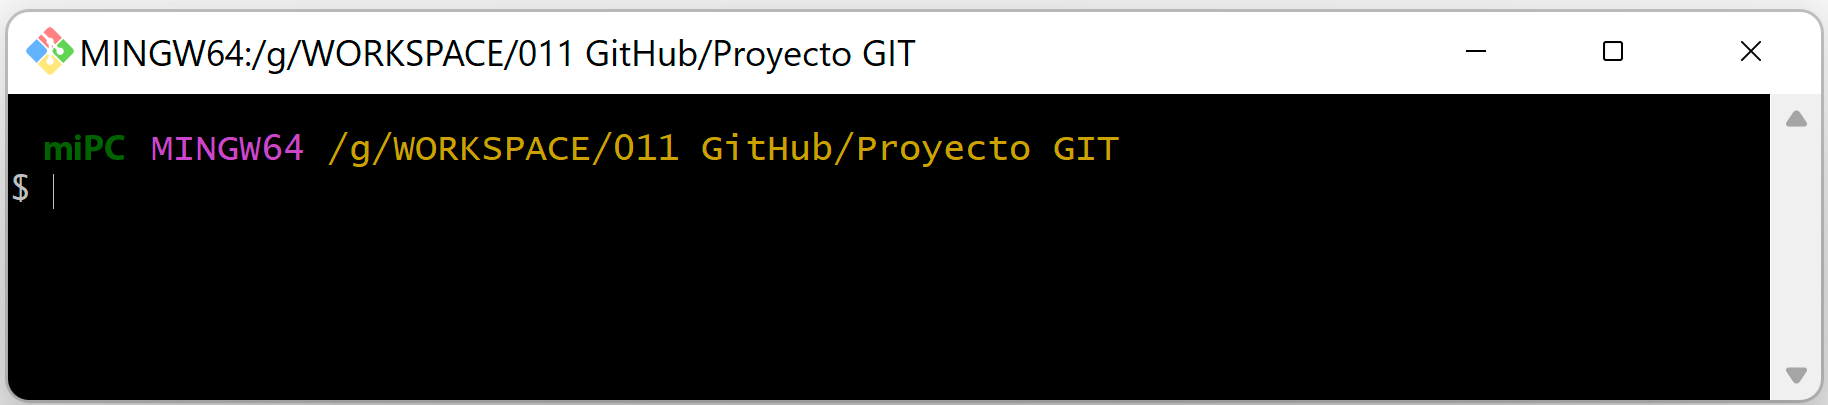 MINGW64:/g/WORKSPACE/011 GitHub/Proyecto GIT
miPC MINGW64 /g/WORKSPACE/011 GitHub/Proyecto GIT
$